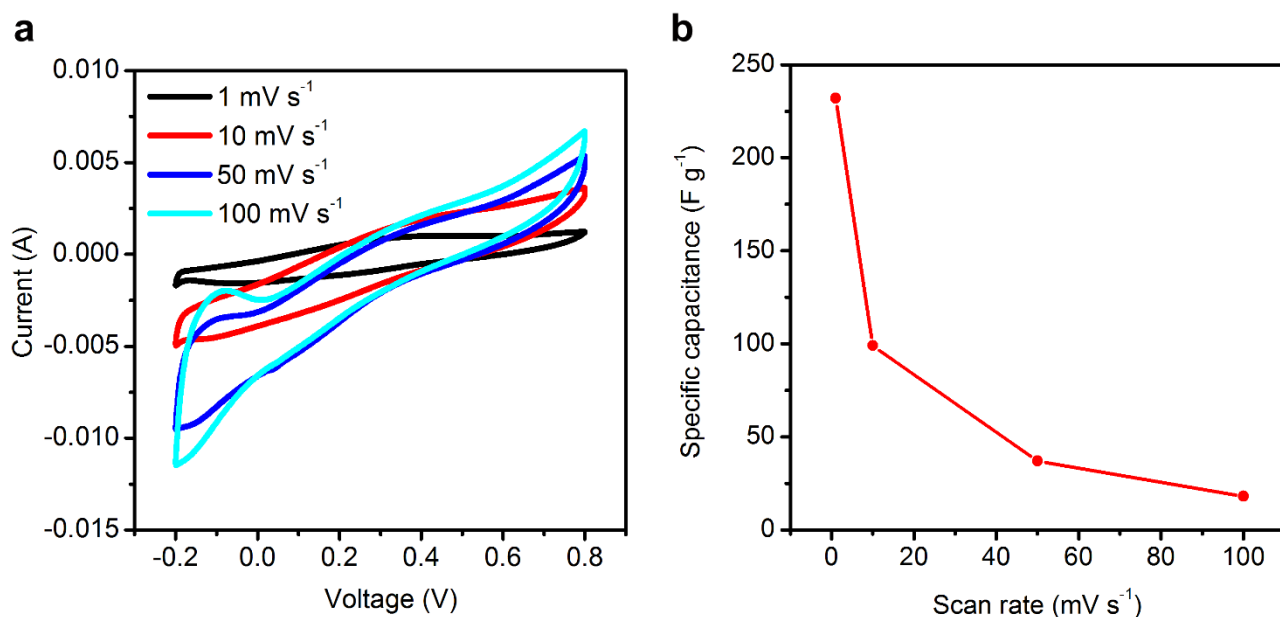 a
0.010
0.005
0.000
-0.005
-0.010
-0.015
Current (A)
1 mV s⁻¹
10 mV s⁻¹
50 mV s⁻¹
100 mV s⁻¹
-0.2 0.0 0.2 0.4 0.6 0.8
Voltage (V)
b
250
200
150
100
50
0
Specific capacitance (F g⁻¹)
0 20 40 60 80 100
Scan rate (mV s⁻¹)